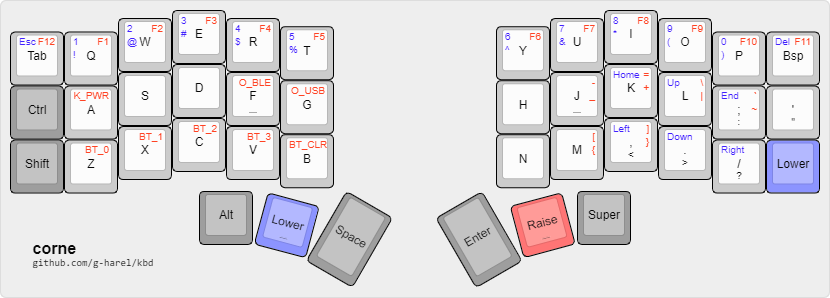 Esc F12
Tab
1 F1
! Q
2 F2
@ W
3 F3
# E
4 F4
$ R
5 F5
% T
6 F6
^ Y
7 F7
& U
8 F8
* I
9 F9
( O
0 F10
) P
Del F11
Bsp
Ctrl
K_PWR
A
S
D
O_BLE
F
_
O_USB
G
H
-
J _
_
Home =
K +
Up \
L |
End `
; ~
:
'
"
Shift
BT_0
Z
BT_1
X
BT_2
C
BT_3
V
BT_CLR
B
N
[
M {
Left ]
, }
<
Down
.
>
Right
/
?
Lower
Alt
Lower
_
Space
Enter
Raise
_
Super
corne
github.com/g-harel/kbd